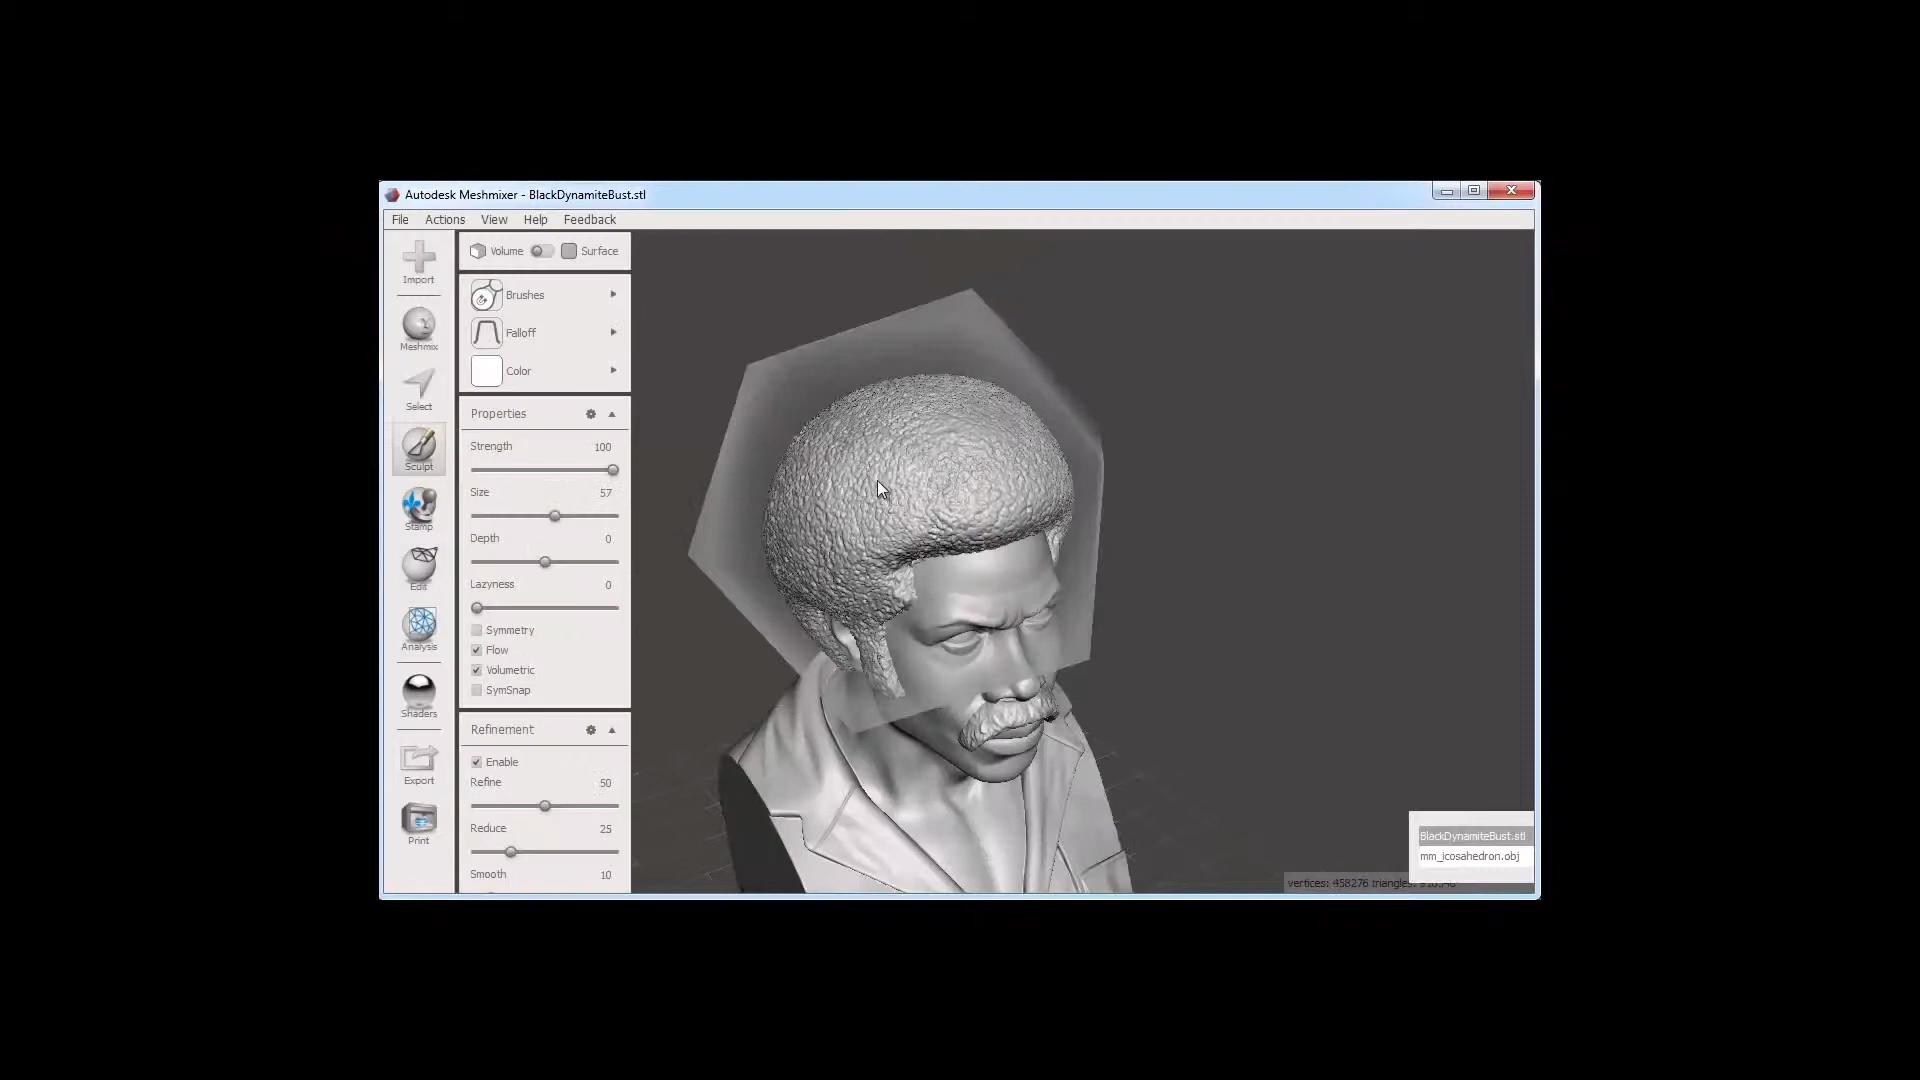 Autodesk Meshmixer - BlackDynamiteBust.stl
File Actions View Help Feedback
Import
Meshmix
Select
Sculpt
Stamp
Edit
Analysis
Shaders
Export
Print
Volume Surface
Brushes
Falloff
Color
Properties
Strength 100
Size 57
Depth 0
Lazyness 0
Symmetry
Flow
Volumetric
SymSnap
Refinement
Enable
Refine 50
Reduce 25
Smooth 10
BlackDynamiteBust.stl
mm_icosahedron.obj
vertices: 458276 triangles: